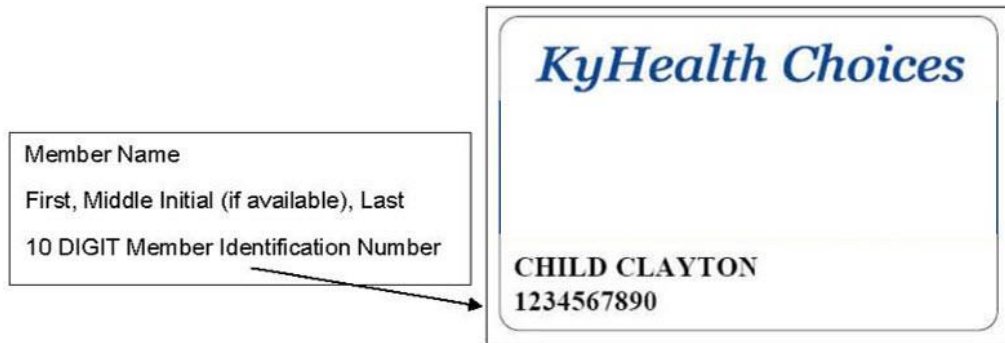 KyHealth Choices
Member Name
First, Middle Initial (if available), Last
10 DIGIT Member Identification Number
CHILD CLAYTON
1234567890